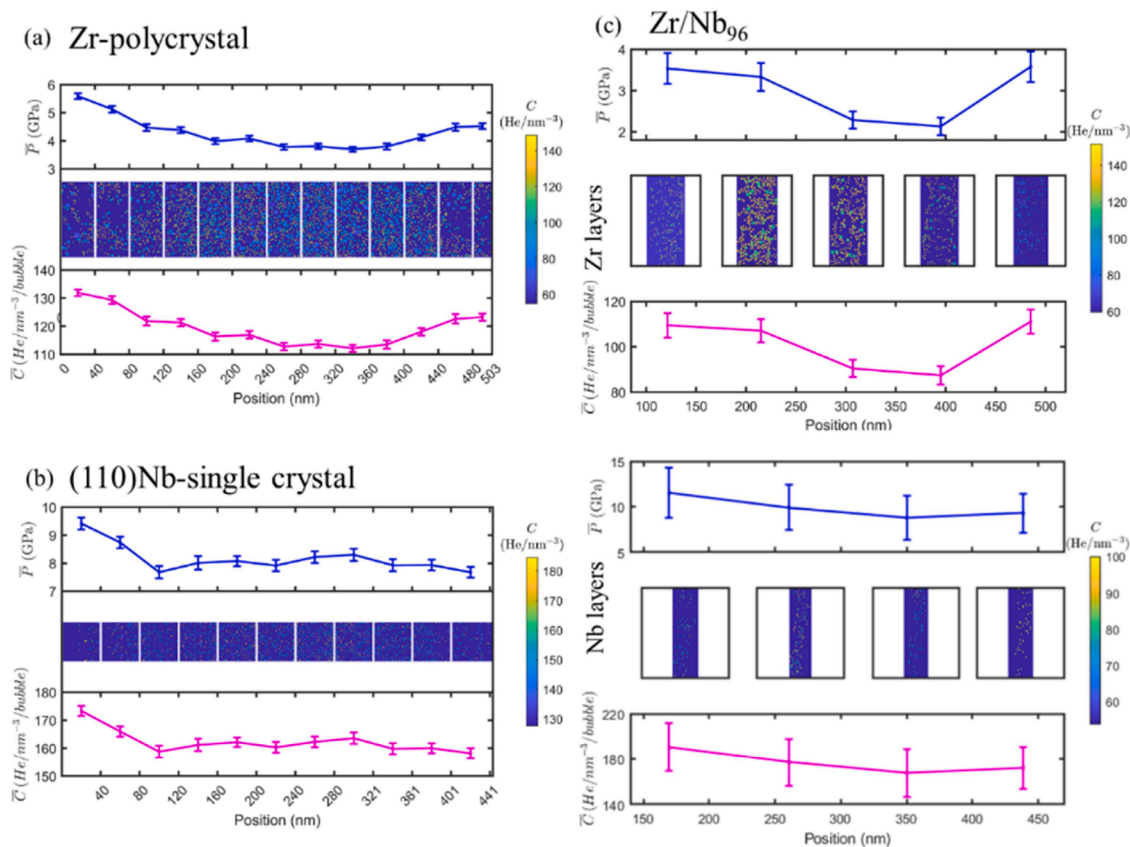 (a) Zr-polycrystal
P̅ (GPa)
6
5
4
3
C
(He/nm⁻³)
140
120
100
80
60
C̅ (He/nm⁻³/bubble)
140
130
120
110
0 40 80 100 120 160 200 240 280 320 360 400 440 480 503
Position (nm)
(b) (110)Nb-single crystal
P̅ (GPa)
10
9
8
7
C
(He/nm⁻³)
180
170
160
150
140
130
C̅ (He/nm⁻³/bubble)
180
170
160
150
40 80 120 140 180 220 260 300 321 361 401 441
Position (nm)
(c) Zr/Nb₉₆
P̅ (GPa)
4
3
2
Zr layers
C
(He/nm⁻³)
140
120
100
80
60
C̅ (He/nm⁻³/bubble)
120
100
80
100 150 200 250 300 350 400 450 500
Position (nm)
P̅ (GPa)
15
10
5
Nb layers
C
(He/nm⁻³)
100
90
80
70
60
C̅ (He/nm⁻³/bubble)
220
180
140
150 200 250 300 350 400 450
Position (nm)